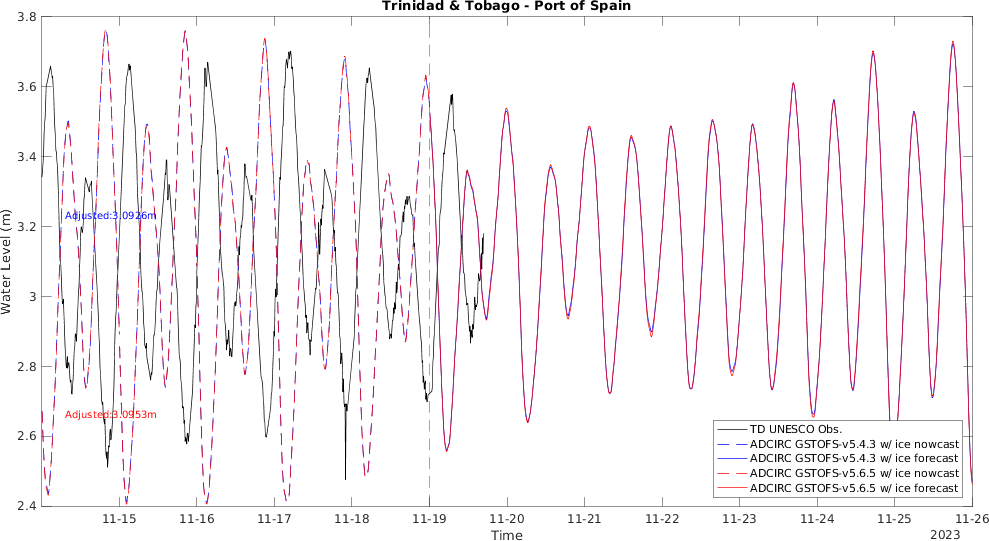 Trinidad & Tobago - Port of Spain
3.8
3.6
3.4
3.2
3
2.8
2.6
2.4
Water Level (m)
Adjusted:3.0926m
Adjusted:3.0953m
TD UNESCO Obs.
ADCIRC GSTOFS-v5.4.3 w/ ice nowcast
ADCIRC GSTOFS-v5.4.3 w/ ice forecast
ADCIRC GSTOFS-v5.6.5 w/ ice nowcast
ADCIRC GSTOFS-v5.6.5 w/ ice forecast
11-15 11-16 11-17 11-18 11-19 11-20 11-21 11-22 11-23 11-24 11-25 11-26
Time
2023